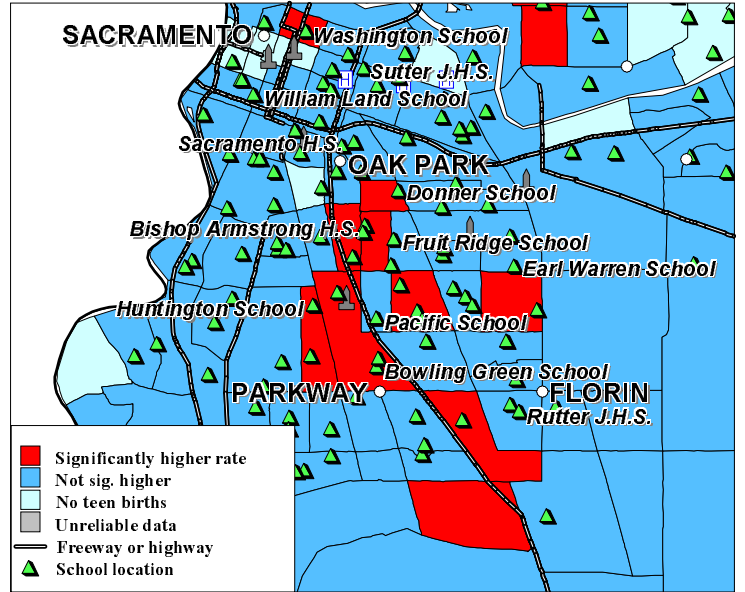 SACRAMENTO
Washington School
Sutter J.H.S.
H
William Land School
Sacramento H.S.
OAK PARK
Donner School
Bishop Armstrong H.S.
Fruit Ridge School
Earl Warren School
Huntington School
Pacific School
Bowling Green School
PARKWAY
FLORIN
Rutter J.H.S.
Significantly higher rate
Not sig. higher
No teen births
Unreliable data
Freeway or highway
School location